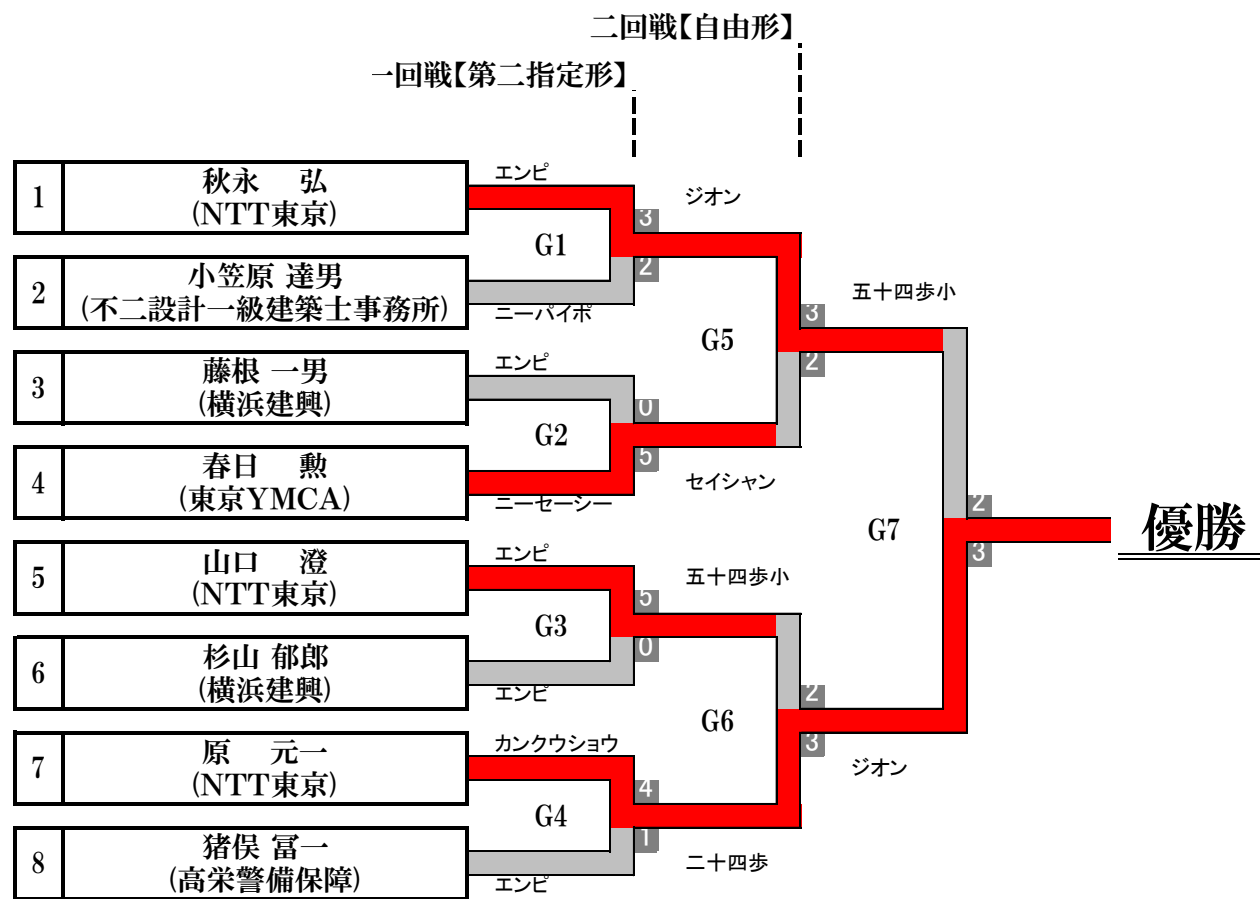 二回戦【自由形】
一回戦【第二指定形】
1
秋永 弘
(NTT東京)
エンピ
G1
3
2
ジオン
2
小笠原 達男
(不二設計一級建築士事務所)
ニーパイポ
G5
3
2
五十四歩小
3
藤根 一男
(横浜建興)
エンピ
G2
0
5
4
春日 勲
(東京YMCA)
ニーセーシー
セイシャン
G7
2
3
優勝
5
山口 澄
(NTT東京)
エンピ
G3
5
0
五十四歩小
6
杉山 郁郎
(横浜建興)
エンピ
G6
2
3
ジオン
7
原 元一
(NTT東京)
カンクウショウ
G4
4
1
二十四歩
8
猪俣 冨一
(高栄警備保障)
エンピ